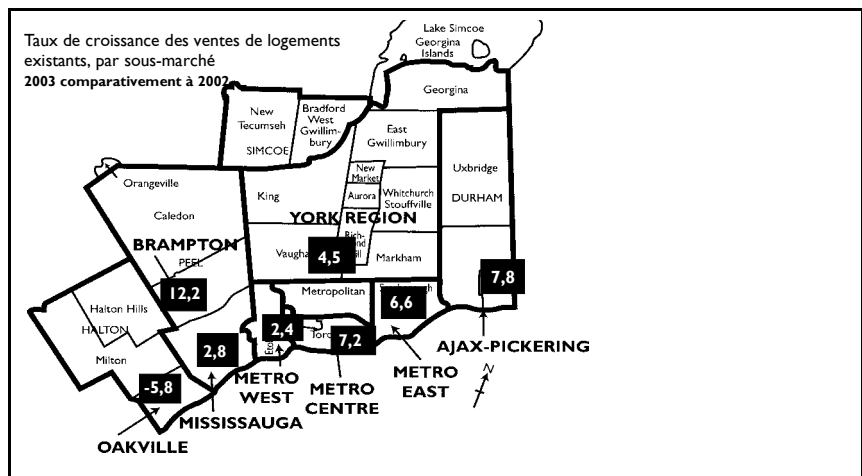 Taux de croissance des ventes de logements
existants, par sous-marché
2003 comparativement à 2002
Lake Simcoe
Georgina
Islands
Georgina
New
Tecumseh
SIMCOE
Bradford
West
Gwillim-
bury
East
Gwillimbury
Uxbridge
DURHAM
New
Market
Aurora
Whitchurch
Stouffville
Orangeville
Caledon
King
YORK REGION
BRAMPTON
PEEL
4,5
Markham
7,8
12,2
Metropolitan
6,6
Halton Hills
HALTON
Milton
2,8
2,4
7,2
-5,8
AJAX-PICKERING
METRO
WEST
METRO
CENTRE
METRO
EAST
N
MISSISSAUGA
OAKVILLE